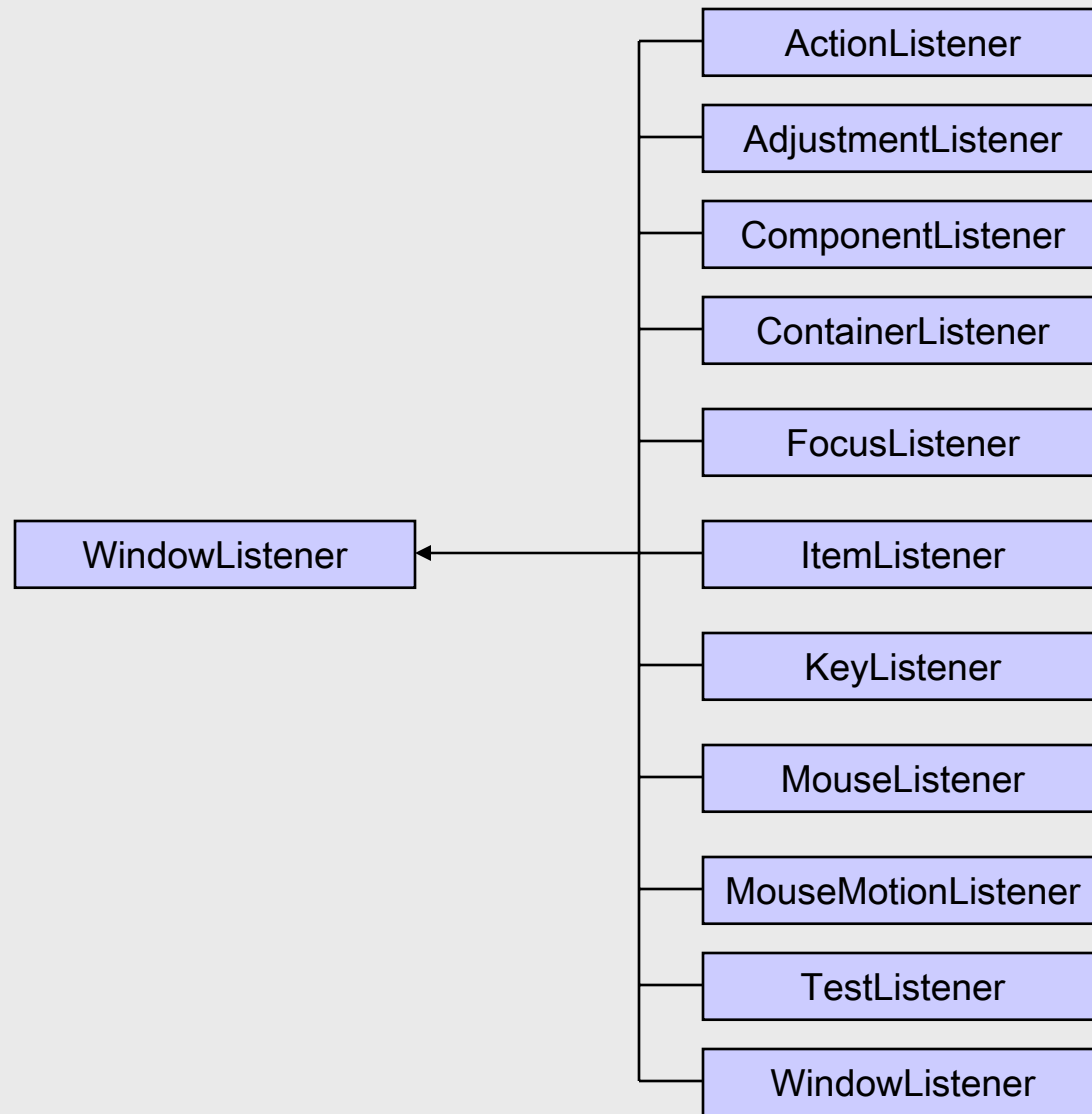 ActionListener
AdjustmentListener
ComponentListener
ContainerListener
FocusListener
WindowListener
ItemListener
KeyListener
MouseListener
MouseMotionListener
TestListener
WindowListener